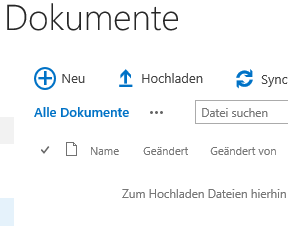 Dokumente
Neu Hochladen Sync
Alle Dokumente ··· Datei suchen
Name Geändert Geändert von
Zum Hochladen Dateien hierhin